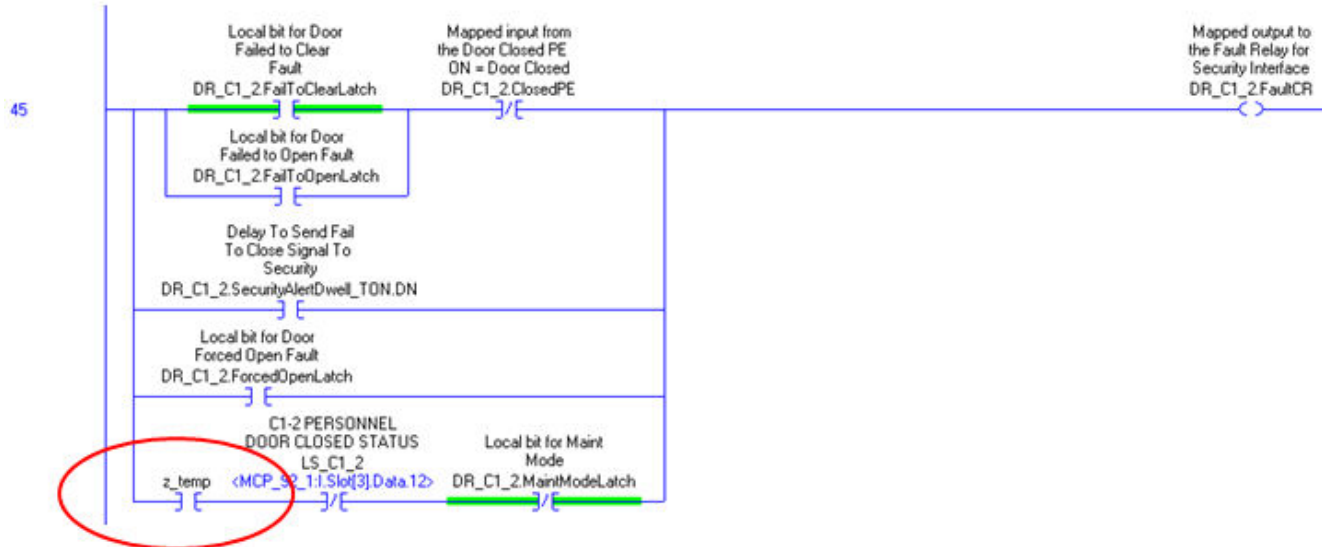 Local bit for Door
Failed to Clear
Fault
DR_C1_2.FailToClearLatch
Mapped input from
the Door Closed PE
ON = Door Closed
DR_C1_2.ClosedPE
Mapped output to
the Fault Relay for
Security Interface
DR_C1_2.FaultCR
45
Local bit for Door
Failed to Open Fault
DR_C1_2.FailToOpenLatch
Delay To Send Fail
To Close Signal To
Security
DR_C1_2.SecurityAlertDwell_TON.DN
Local bit for Door
Forced Open Fault
DR_C1_2.ForcedOpenLatch
C1-2 PERSONNEL
DOOR CLOSED STATUS
LS_C1_2
<MCP_92_1:I.Slot[3].Data.12>
Local bit for Maint
Mode
DR_C1_2.MaintModeLatch
z_temp